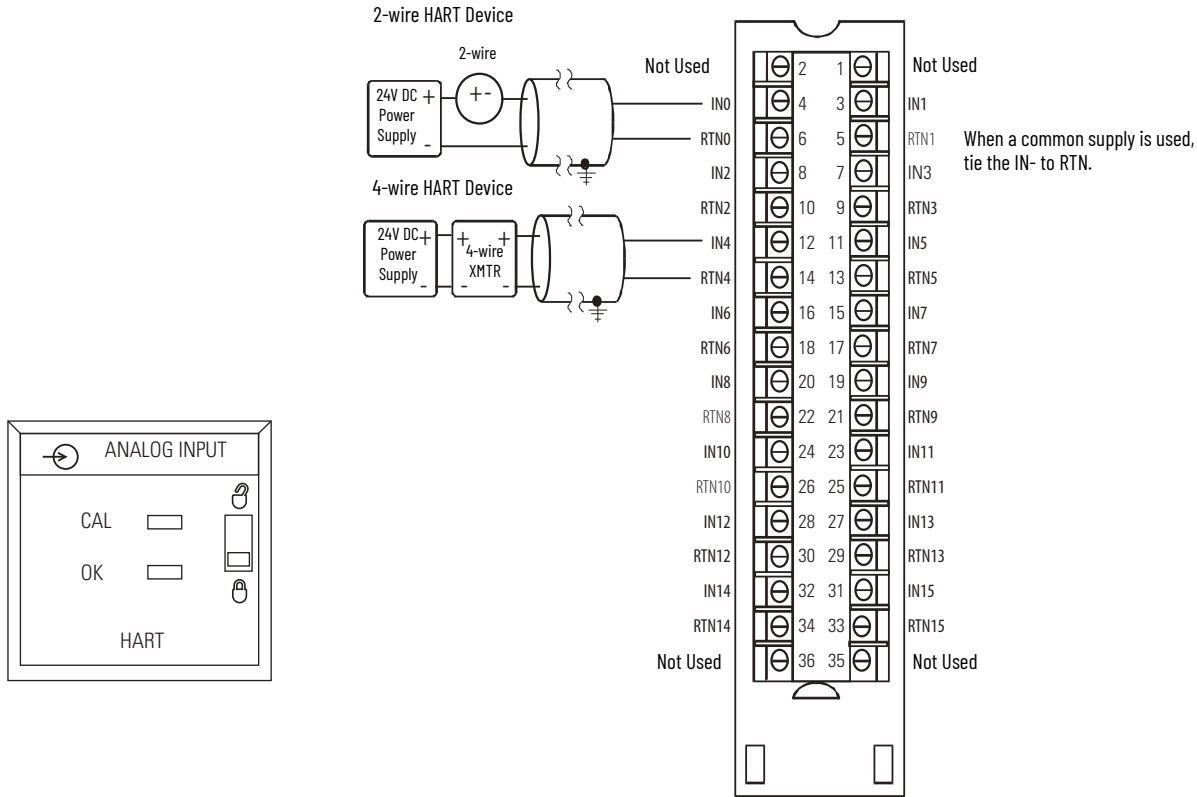 2-wire HART Device
2-wire
24V DC +
Power
Supply
-
+ -
4-wire HART Device
24V DC +
Power
Supply
-
+ +
4-wire
XMTR
- -
Not Used 2 1 Not Used
IN0 4 3 IN1
RTN0 6 5 RTN1
IN2 8 7 IN3
RTN2 10 9 RTN3
IN4 12 11 IN5
RTN4 14 13 RTN5
IN6 16 15 IN7
RTN6 18 17 RTN7
IN8 20 19 IN9
RTN8 22 21 RTN9
IN10 24 23 IN11
RTN10 26 25 RTN11
IN12 28 27 IN13
RTN12 30 29 RTN13
IN14 32 31 IN15
RTN14 34 33 RTN15
Not Used 36 35 Not Used
When a common supply is used,
tie the IN- to RTN.
ANALOG INPUT
CAL
OK
HART